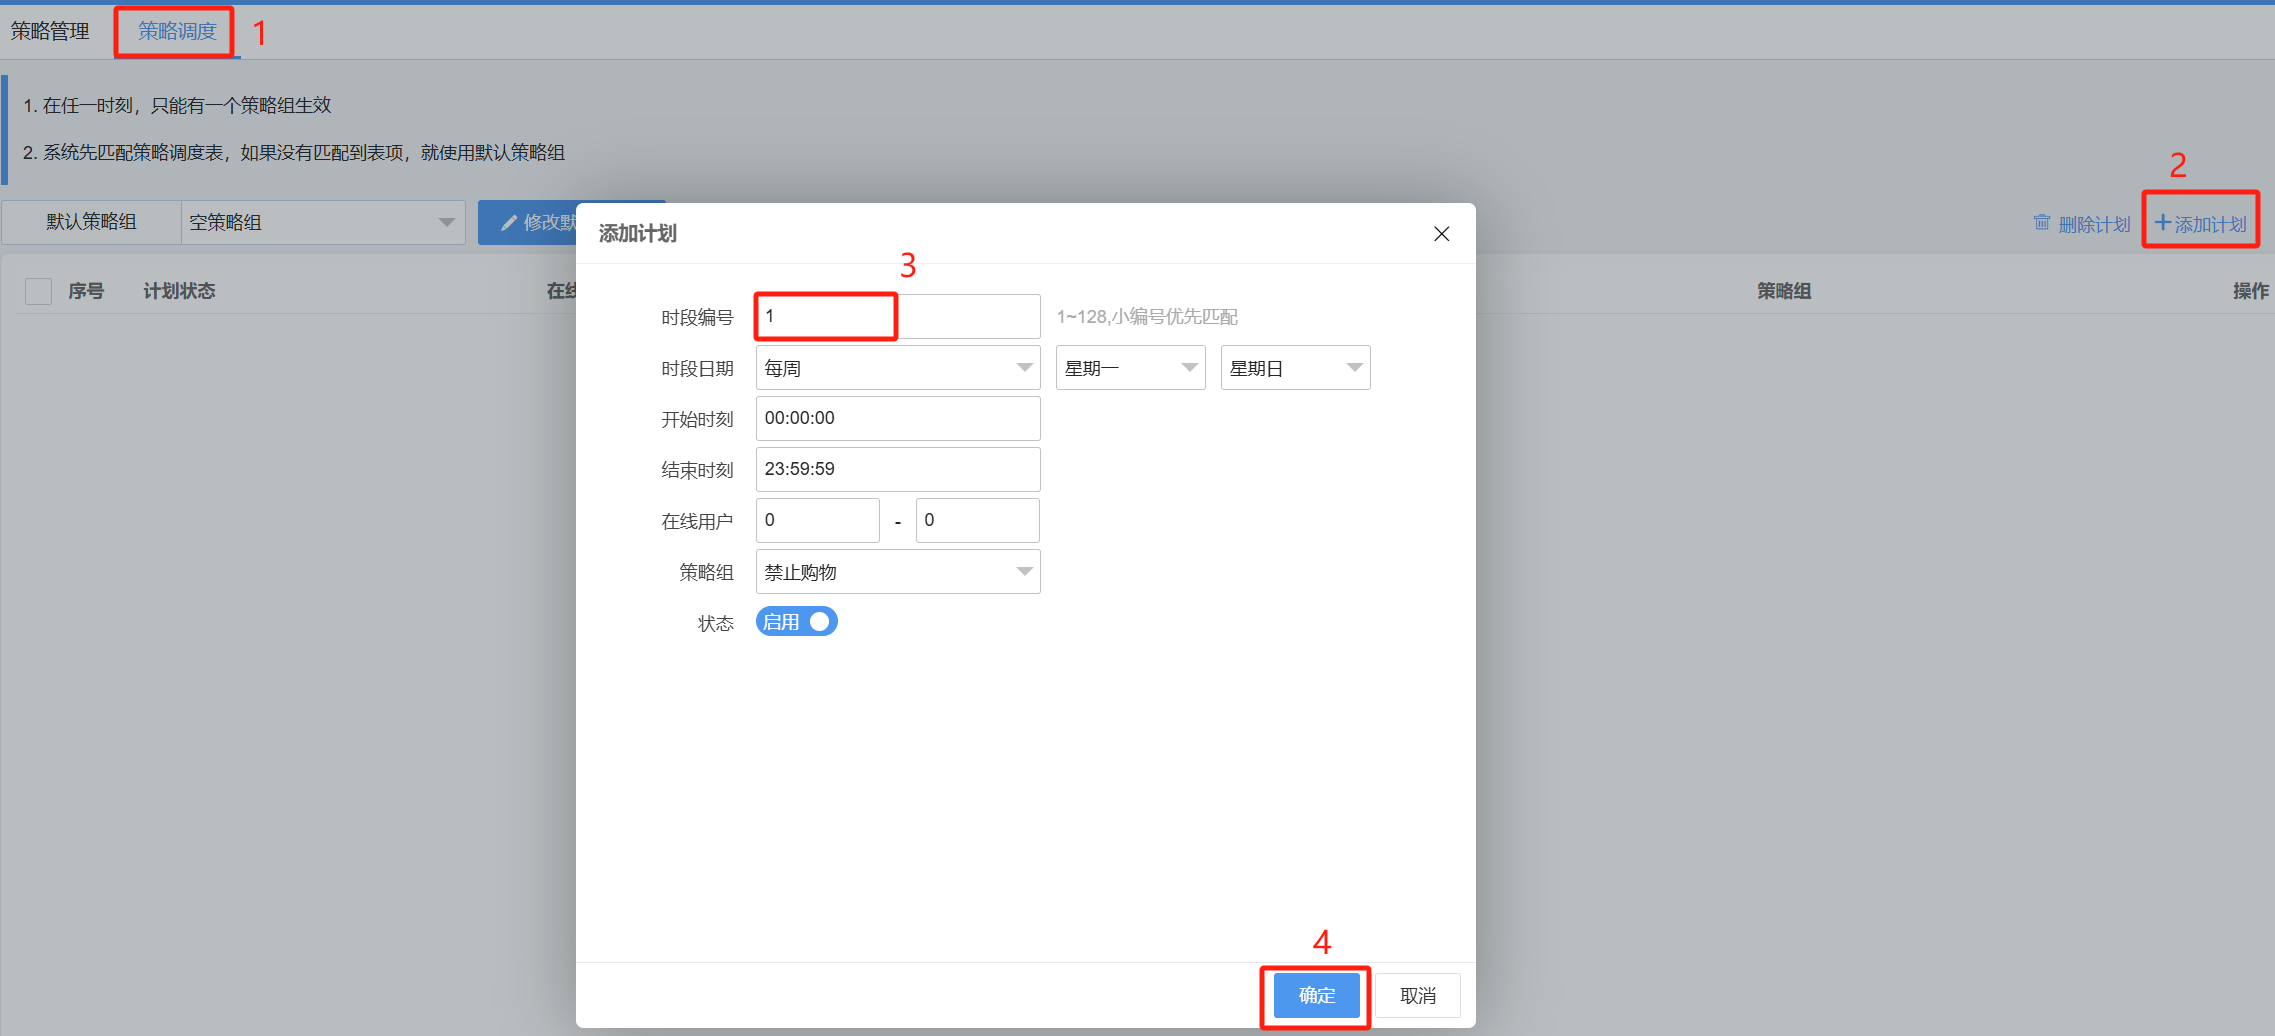 策略管理 策略调度 1
1. 在任一时刻，只能有一个策略组生效
2. 系统先匹配策略调度表，如果没有匹配到表项，就使用默认策略组
2
默认策略组 空策略组 修改默 删除计划 +添加计划
序号 计划状态 在线 策略组 操作
添加计划
3
时段编号 1 1~128,小编号优先匹配
时段日期 每周 星期一 星期日
开始时刻 00:00:00
结束时刻 23:59:59
在线用户 0 - 0
策略组 禁止购物
状态 启用
4
确定 取消